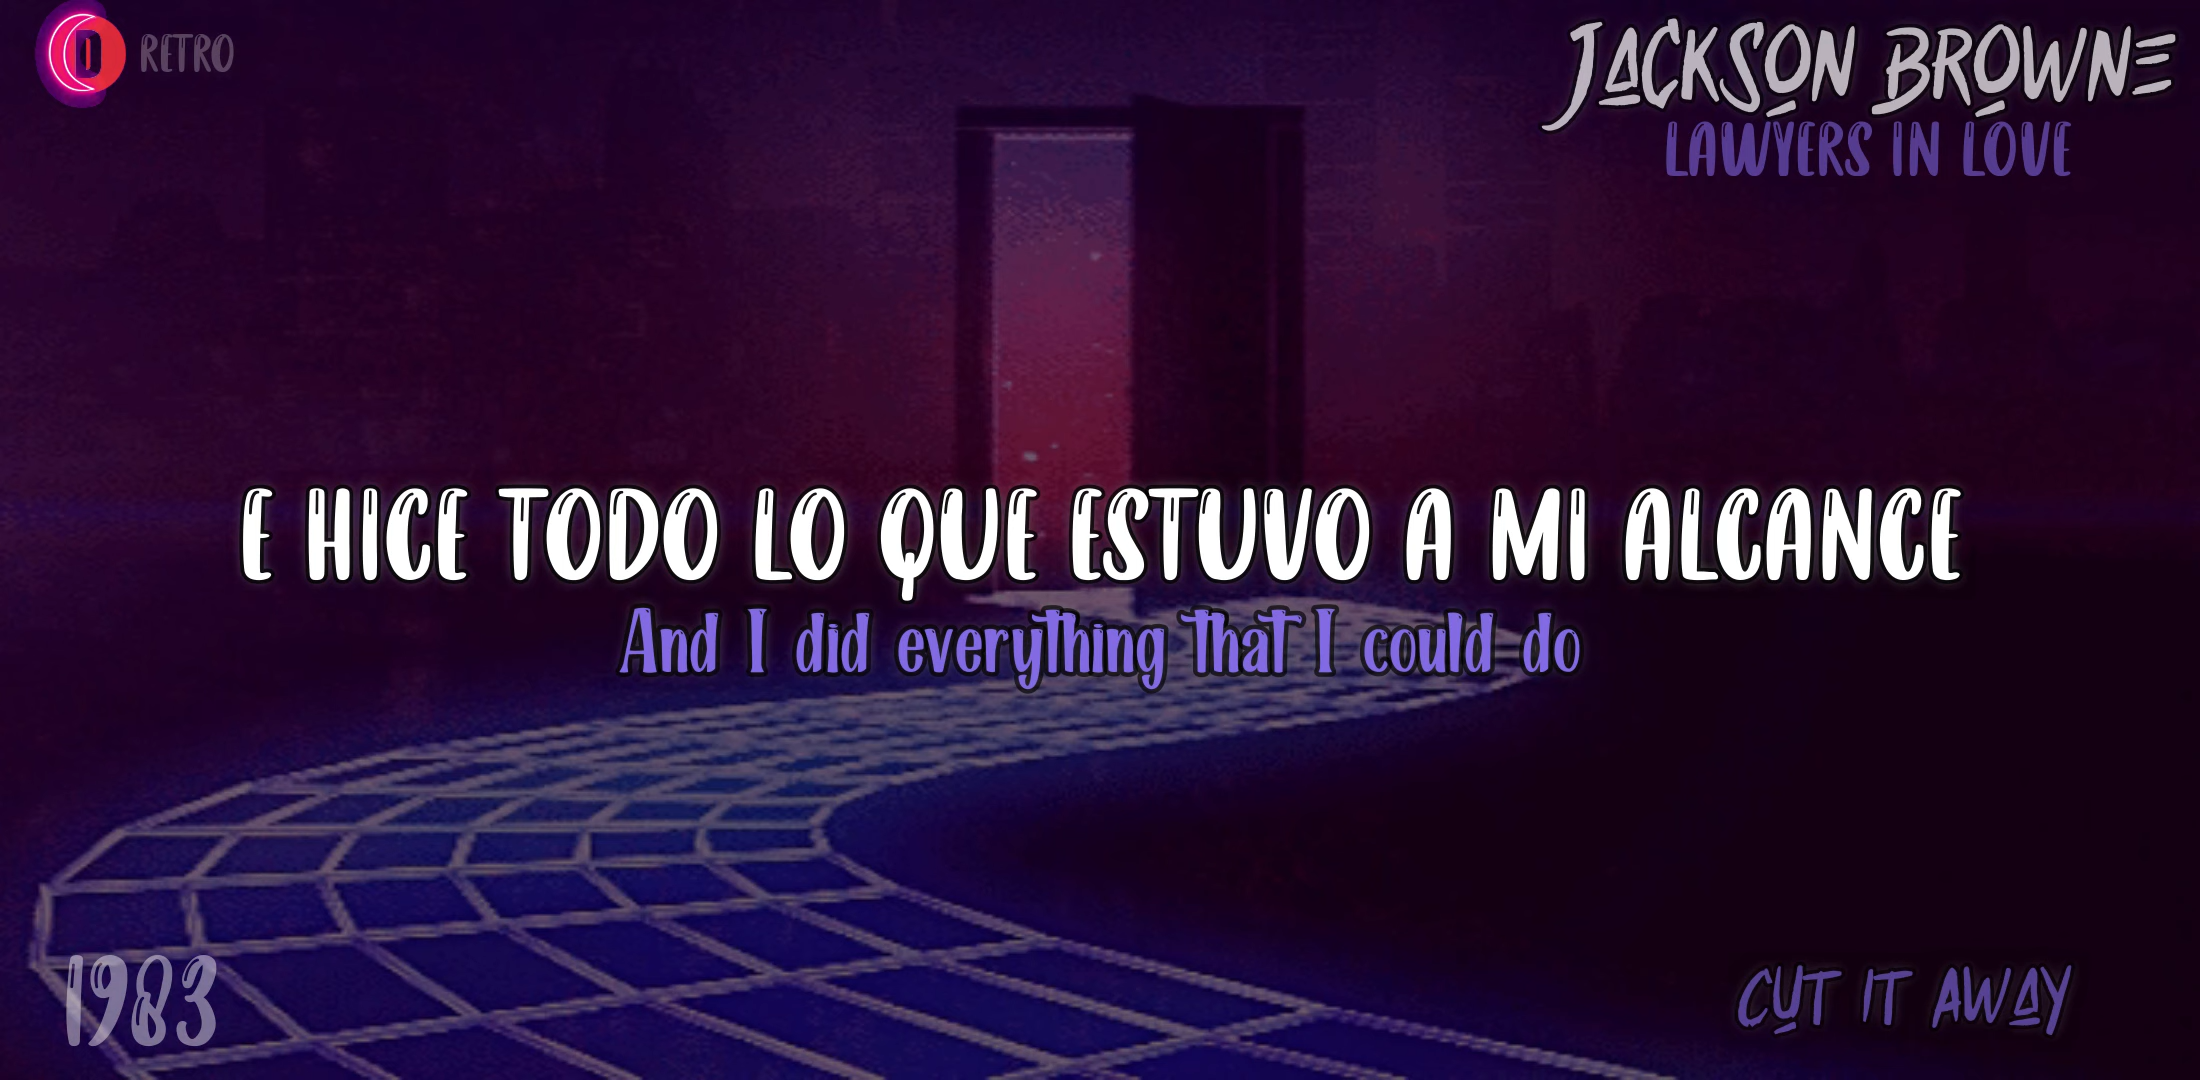 D RETRO
JACKSON BROWNE
LAWYERS IN LOVE
E HICE TODO LO QUE ESTUVO A MI ALCANCE
And I did everything that I could do
1983
CUT IT AWAY